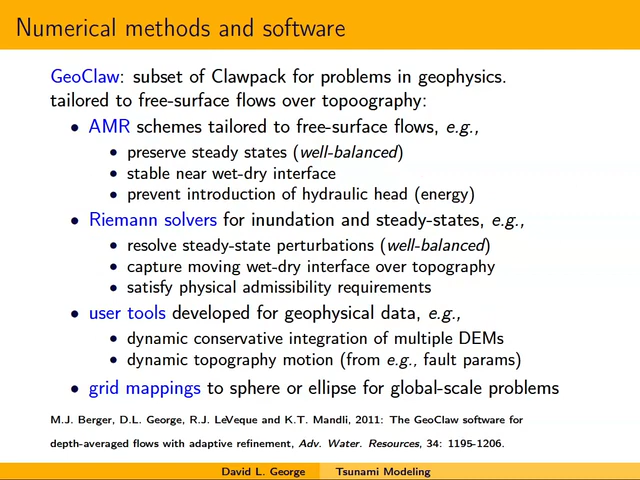 Numerical methods and software
GeoClaw: subset of Clawpack for problems in geophysics.
tailored to free-surface flows over topoography:
• AMR schemes tailored to free-surface flows, e.g.,
• preserve steady states (well-balanced)
• stable near wet-dry interface
• prevent introduction of hydraulic head (energy)
• Riemann solvers for inundation and steady-states, e.g.,
• resolve steady-state perturbations (well-balanced)
• capture moving wet-dry interface over topography
• satisfy physical admissibility requirements
• user tools developed for geophysical data, e.g.,
• dynamic conservative integration of multiple DEMs
• dynamic topography motion (from e.g., fault params)
• grid mappings to sphere or ellipse for global-scale problems
M.J. Berger, D.L. George, R.J. LeVeque and K.T. Mandli, 2011: The GeoClaw software for
depth-averaged flows with adaptive refinement, Adv. Water. Resources, 34: 1195-1206.
David L. George Tsunami Modeling